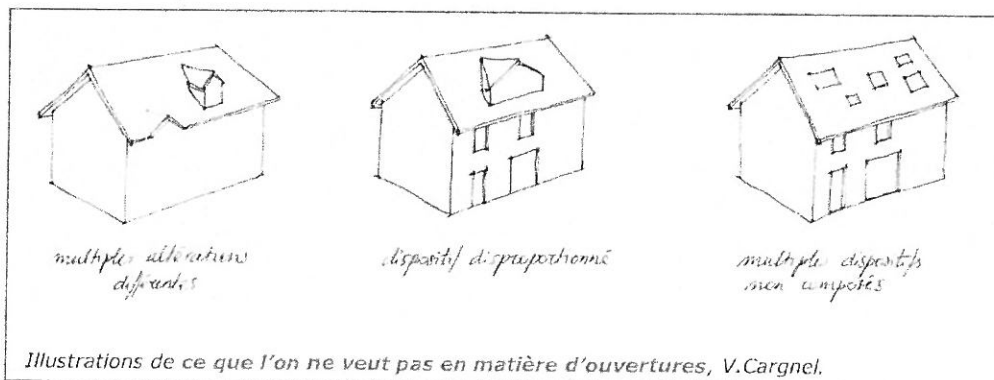 multiples altérations
différentes
dispositif disproportionné
multiples dispositifs
non composés
Illustrations de ce que l'on ne veut pas en matière d'ouvertures, V.Cargnel.